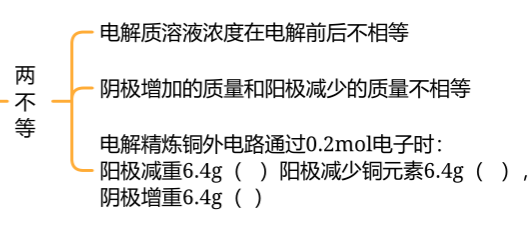 两不等
电解质溶液浓度在电解前后不相等
阴极增加的质量和阳极减少的质量不相等
电解精炼铜外电路通过0.2mol电子时：
阳极减重6.4g（ ）阳极减少铜元素6.4g（ ），
阴极增重6.4g（ ）